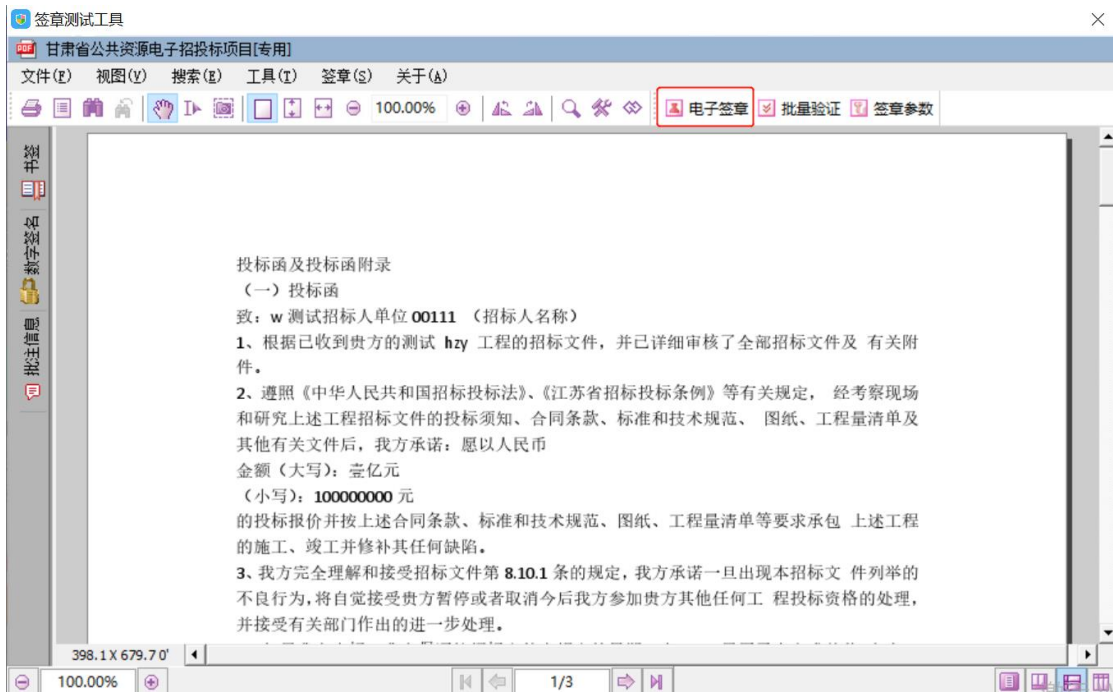 签章测试工具
甘肃省公共资源电子招投标项目[专用]
文件(F) 视图(V) 搜索(E) 工具(T) 签章(S) 关于(A)
100.00% 电子签章 批量验证 签章参数
书签
数字签名
批注信息
投标函及投标函附录
（一）投标函
致：w 测试招标人单位 00111 （招标人名称）
1、根据已收到贵方的测试 hzy 工程的招标文件，并已详细审核了全部招标文件及 有关附
件。
2、遵照《中华人民共和国招标投标法》、《江苏省招标投标条例》等有关规定， 经考察现场
和研究上述工程招标文件的投标须知、合同条款、标准和技术规范、 图纸、工程量清单及
其他有关文件后，我方承诺：愿以人民币
金额（大写）：壹亿元
（小写）：100000000 元
的投标报价并按上述合同条款、标准和技术规范、图纸、工程量清单等要求承包 上述工程
的施工、竣工并修补其任何缺陷。
3、我方完全理解和接受招标文件第 8.10.1 条的规定，我方承诺一旦出现本招标文 件列举的
不良行为，将自觉接受贵方暂停或者取消今后我方参加贵方其他任何工 程投标资格的处理，
并接受有关部门作出的进一步处理。
398.1 X 679.7 0'
100.00% 1/3